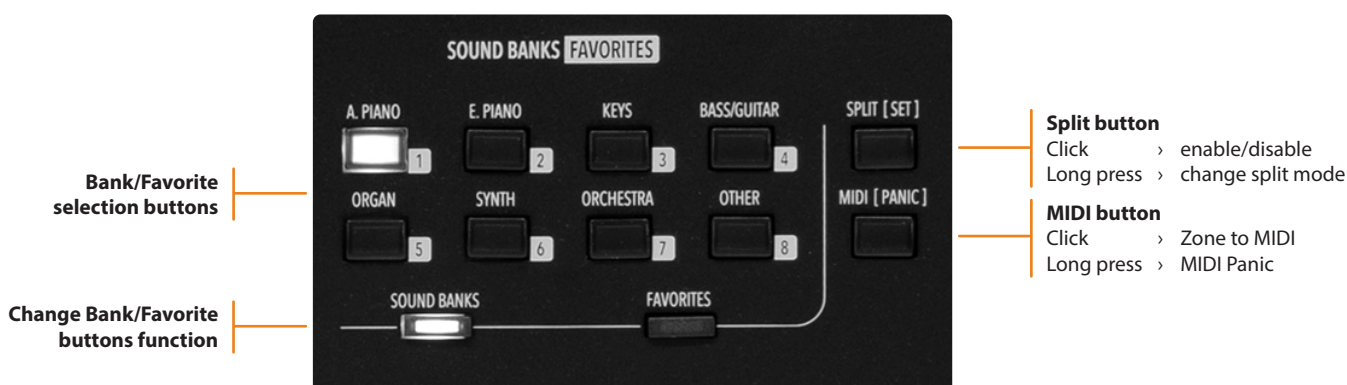 SOUND BANKS FAVORITES
A. PIANO
E. PIANO
KEYS
BASS/GUITAR
SPLIT [ SET ]
1
2
3
4
ORGAN
SYNTH
ORCHESTRA
OTHER
MIDI [ PANIC ]
5
6
7
8
SOUND BANKS
FAVORITES
Bank/Favorite
selection buttons
Change Bank/Favorite
buttons function
Split button
Click › enable/disable
Long press › change split mode
MIDI button
Click › Zone to MIDI
Long press › MIDI Panic